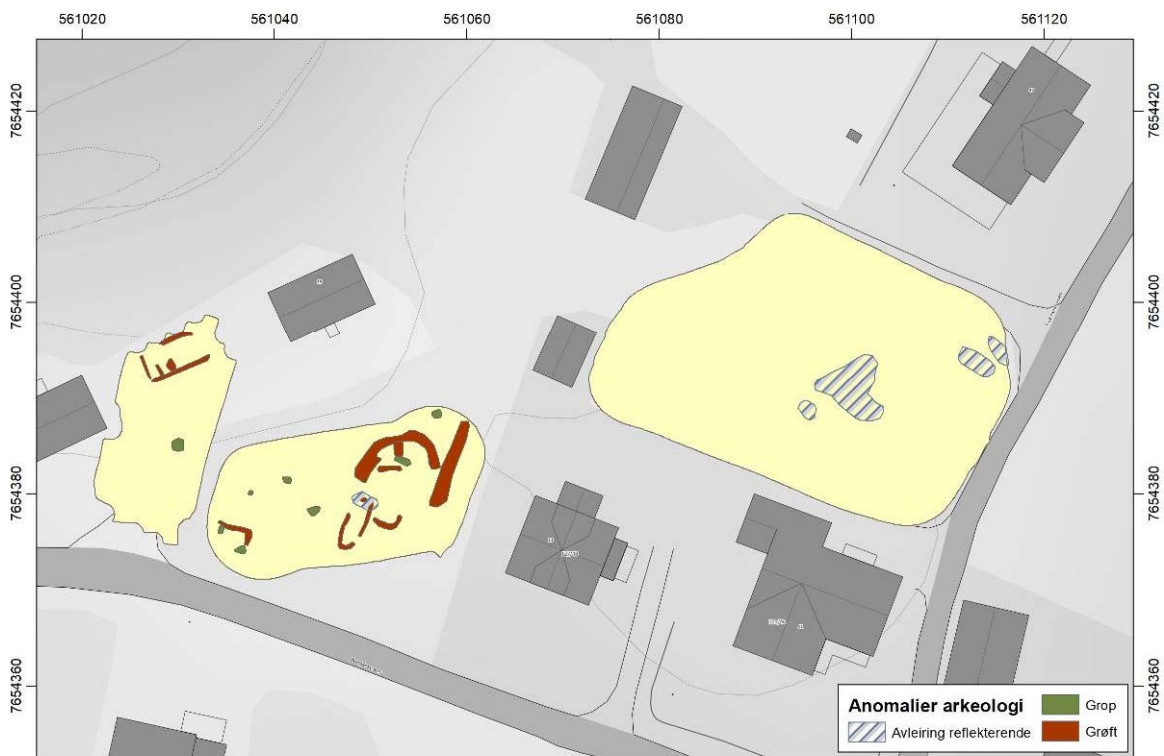 561020 561040 561060 561080 561100 561120
7654420 7654420
7654400 7654400
7654380 7654380
7654360 7654360
Anomalier arkeologi
Avleiring reflekterende
Grop
Grøft